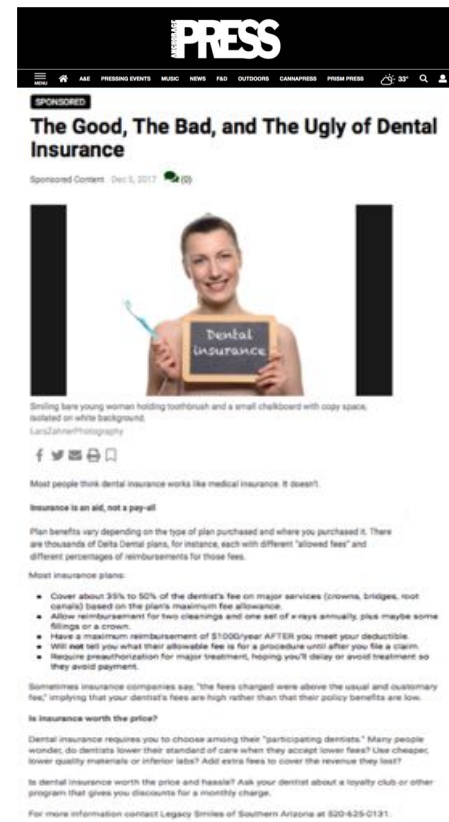 ANCHORAGE
PRESS
MENU A&E PRESSING EVENTS MUSIC NEWS F&D OUTDOORS CANNAPRESS PRISM PRESS 33°
SPONSORED
The Good, The Bad, and The Ugly of Dental
Insurance
Sponsored Content Dec 5, 2017 (0)
Dental
insurance
Smiling bare young woman holding toothbrush and a small chalkboard with copy space,
isolated on white background.
LarsZahnerPhotography
Most people think dental insurance works like medical insurance. It doesn't.
Insurance is an aid, not a pay-all
Plan benefits vary depending on the type of plan purchased and where you purchased it. There
are thousands of Delta Dental plans, for instance, each with different "allowed fees" and
different percentages of reimbursements for those fees.
Most insurance plans:
Cover about 35% to 50% of the dentist's fee on major services (crowns, bridges, root
canals) based on the plan's maximum fee allowance.
Allow reimbursement for two cleanings and one set of x-rays annually, plus maybe some
fillings or a crown.
Have a maximum reimbursement of $1000/year AFTER you meet your deductible.
Will not tell you what their allowable fee is for a procedure until after you file a claim.
Require preauthorization for major treatment, hoping you'll delay or avoid treatment so
they avoid payment.
Sometimes insurance companies say, "the fees charged were above the usual and customary
fee," implying that your dentist's fees are high rather than that their policy benefits are low.
Is insurance worth the price?
Dental insurance requires you to choose among their "participating dentists." Many people
wonder, do dentists lower their standard of care when they accept lower fees? Use cheaper,
lower quality materials or inferior labs? Add extra fees to cover the revenue they lost?
Is dental insurance worth the price and hassle? Ask your dentist about a loyalty club or other
program that gives you discounts for a monthly charge.
For more information contact Legacy Smiles of Southern Arizona at 520-625-0131.